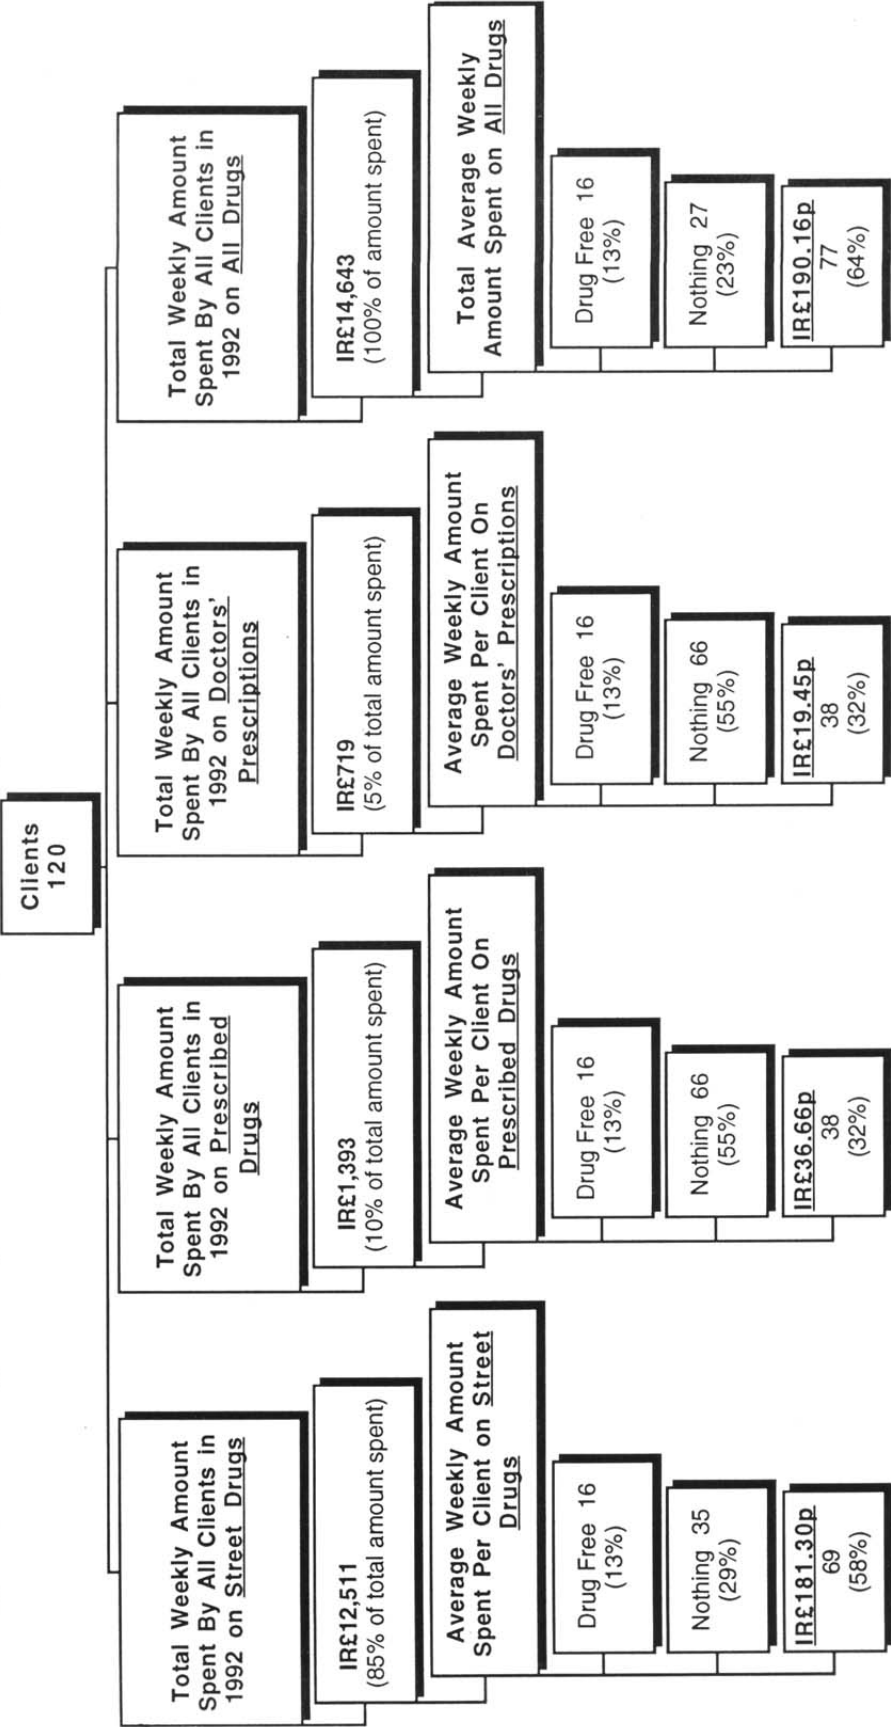 Clients
120
Total Weekly Amount
Spent By All Clients in
1992 on Street Drugs
IR£12,511
(85% of total amount spent)
Average Weekly Amount
Spent Per Client on Street
Drugs
Drug Free 16
(13%)
Nothing 35
(29%)
IR£181.30p
69
(58%)
Total Weekly Amount
Spent By All Clients in
1992 on Prescribed
Drugs
IR£1,393
(10% of total amount spent)
Average Weekly Amount
Spent Per Client On
Prescribed Drugs
Drug Free 16
(13%)
Nothing 66
(55%)
IR£36.66p
38
(32%)
Total Weekly Amount
Spent By All Clients in
1992 on Doctors'
Prescriptions
IR£719
(5% of total amount spent)
Average Weekly Amount
Spent Per Client On
Doctors' Prescriptions
Drug Free 16
(13%)
Nothing 66
(55%)
IR£19.45p
38
(32%)
Total Weekly Amount
Spent By All Clients in
1992 on All Drugs
IR£14,643
(100% of amount spent)
Total Average Weekly
Amount Spent on All Drugs
Drug Free 16
(13%)
Nothing 27
(23%)
IR£190.16p
77
(64%)